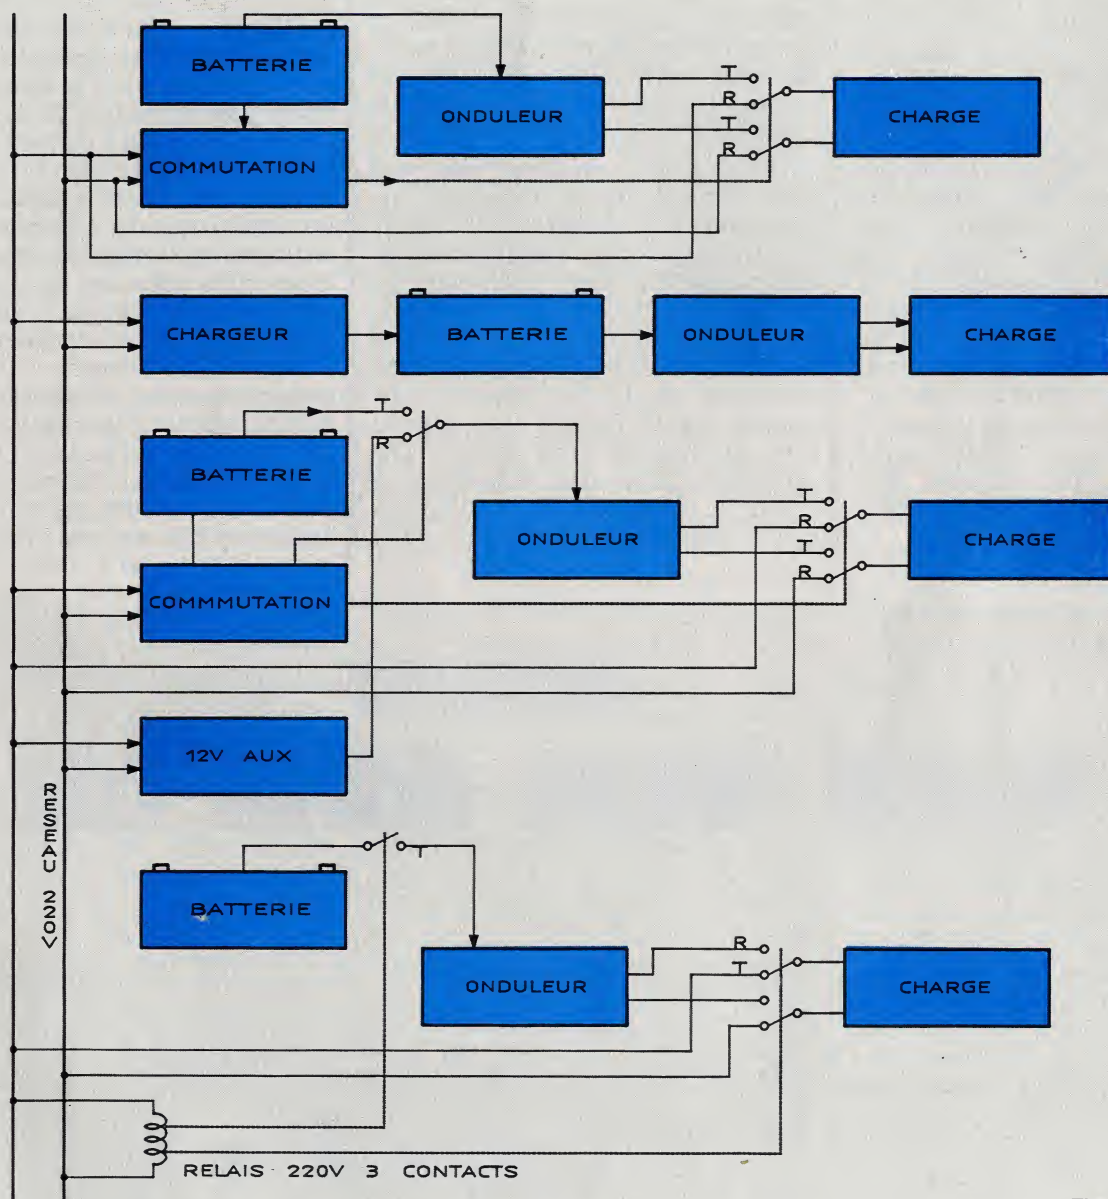 BATTERIE
ONDULEUR
T
R
T
R
CHARGE
COMMUTATION
CHARGEUR
BATTERIE
ONDULEUR
CHARGE
T
R
BATTERIE
ONDULEUR
T
R
T
R
CHARGE
COMMMUTATION
12V AUX
RESEAU 220V
T
BATTERIE
ONDULEUR
R
T
CHARGE
RELAIS 220V 3 CONTACTS